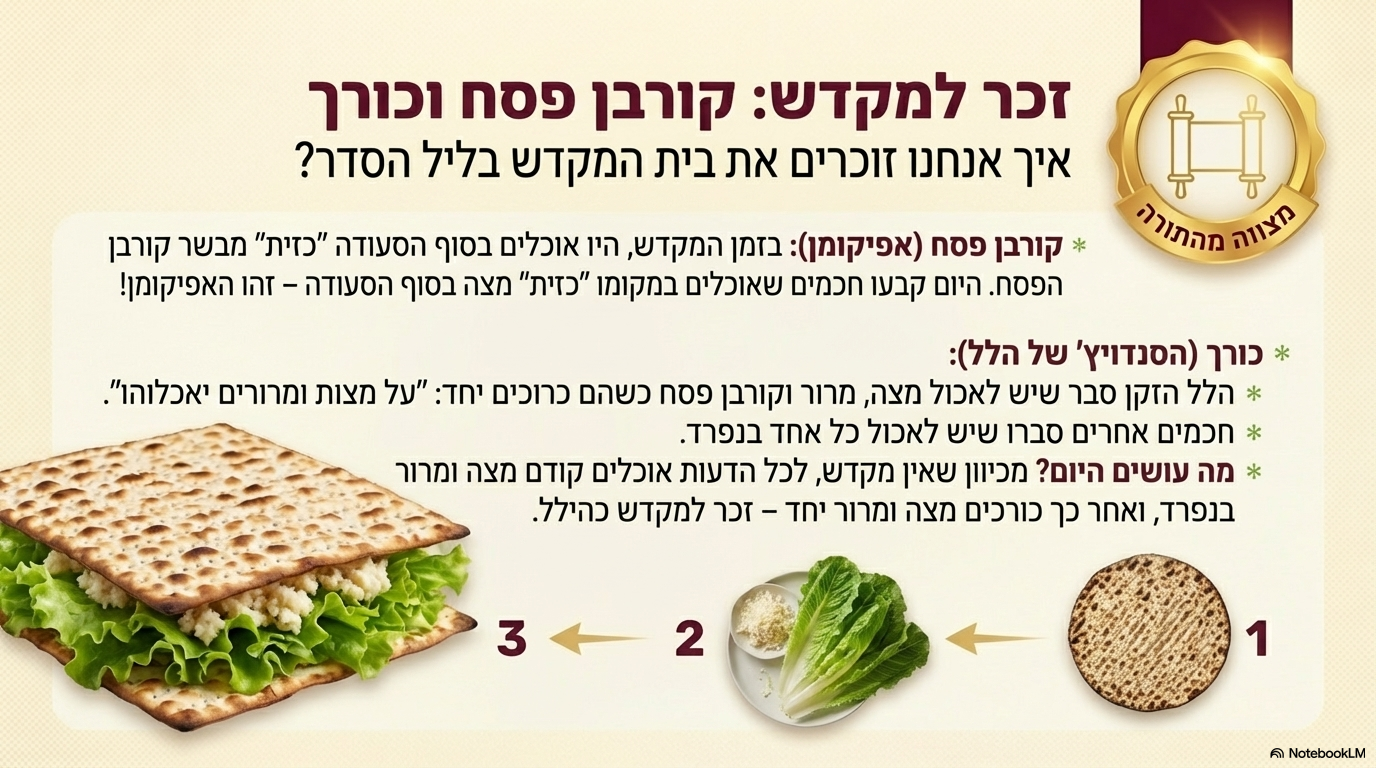 זכר למקדש: קורבן פסח וכורך
איך אנחנו זוכרים את בית המקדש בליל הסדר?
מצווה מהתורה
* קורבן פסח (אפיקומן): בזמן המקדש, היו אוכלים בסוף הסעודה "כזית" מבשר קורבן
הפסח. היום קבעו חכמים שאוכלים במקומו "כזית" מצה בסוף הסעודה – זהו האפיקומן!
* כורך (הסנדויץ' של הלל):
* הלל הזקן סבר שיש לאכול מצה, מרור וקורבן פסח כשהם כרוכים יחד: "על מצות ומרורים יאכלוהו".
* חכמים אחרים סברו שיש לאכול כל אחד בנפרד.
* מה עושים היום? מכיוון שאין מקדש, לכל הדעות אוכלים קודם מצה ומרור
בנפרד, ואחר כך כורכים מצה ומרור יחד – זכר למקדש כהילל.
1
2
3
NotebookLM